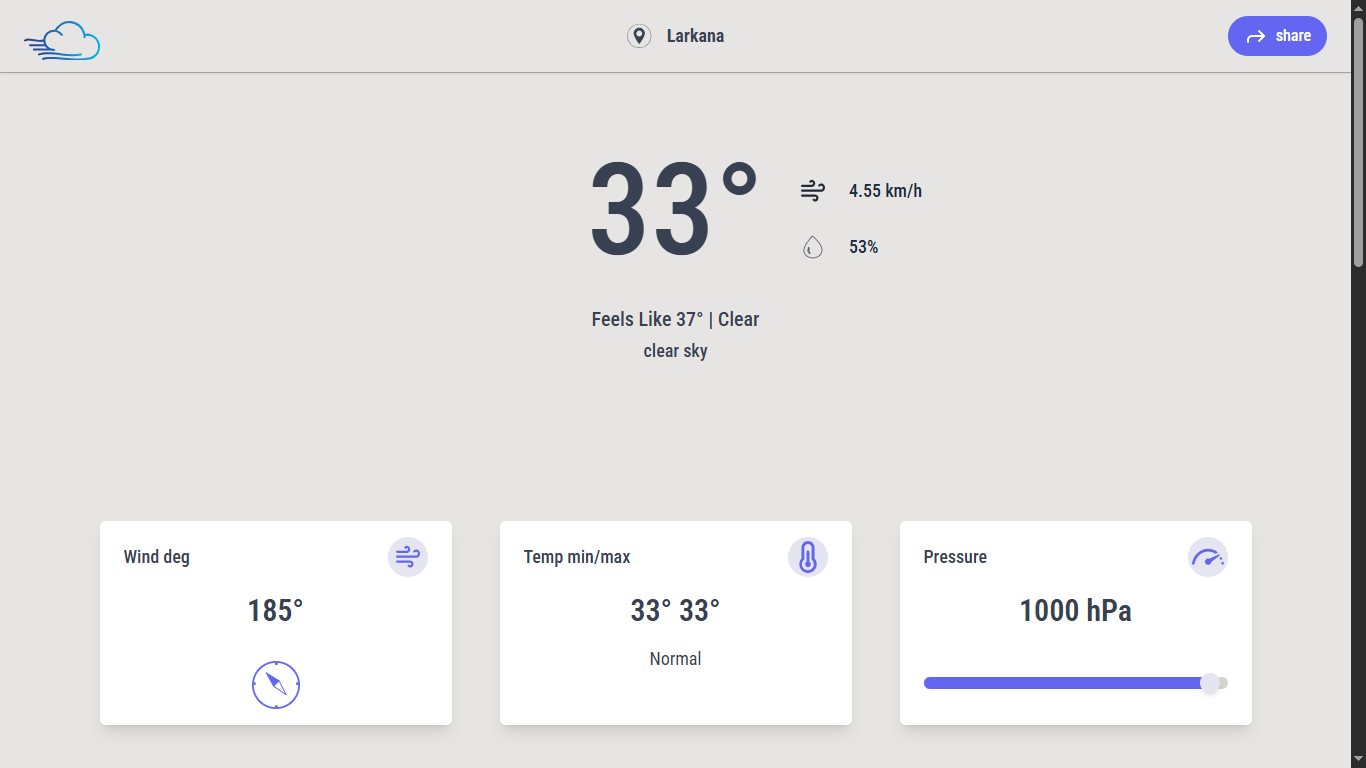 Larkana
share
33°
4.55 km/h
53%
Feels Like 37° | Clear
clear sky
Wind deg
185°
Temp min/max
33° 33°
Normal
Pressure
1000 hPa